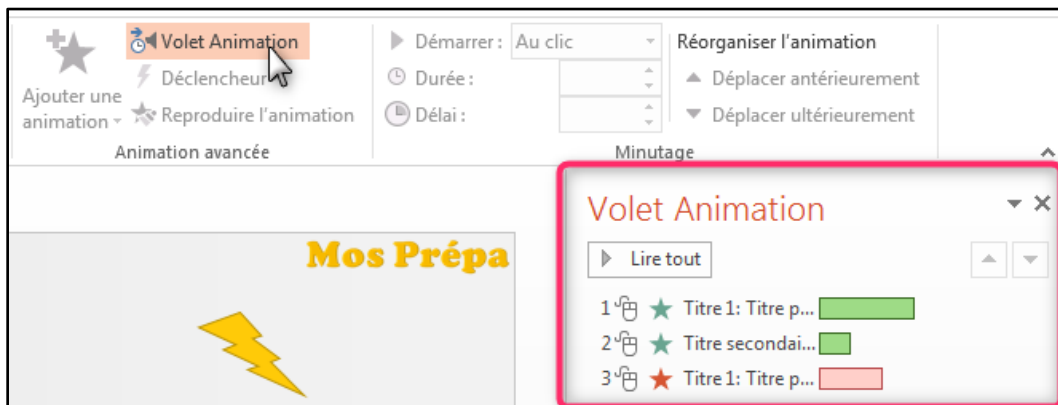 Volet Animation
Démarrer : Au clic
Réorganiser l'animation
Déclencheur
Durée :
Déplacer antérieurement
Ajouter une
animation
Reproduire l'animation
Délai :
Déplacer ultérieurement
Animation avancée
Minutage
Mos Prépa
Volet Animation
Lire tout
1 Titre 1: Titre p...
2 Titre secondai...
3 Titre 1: Titre p...